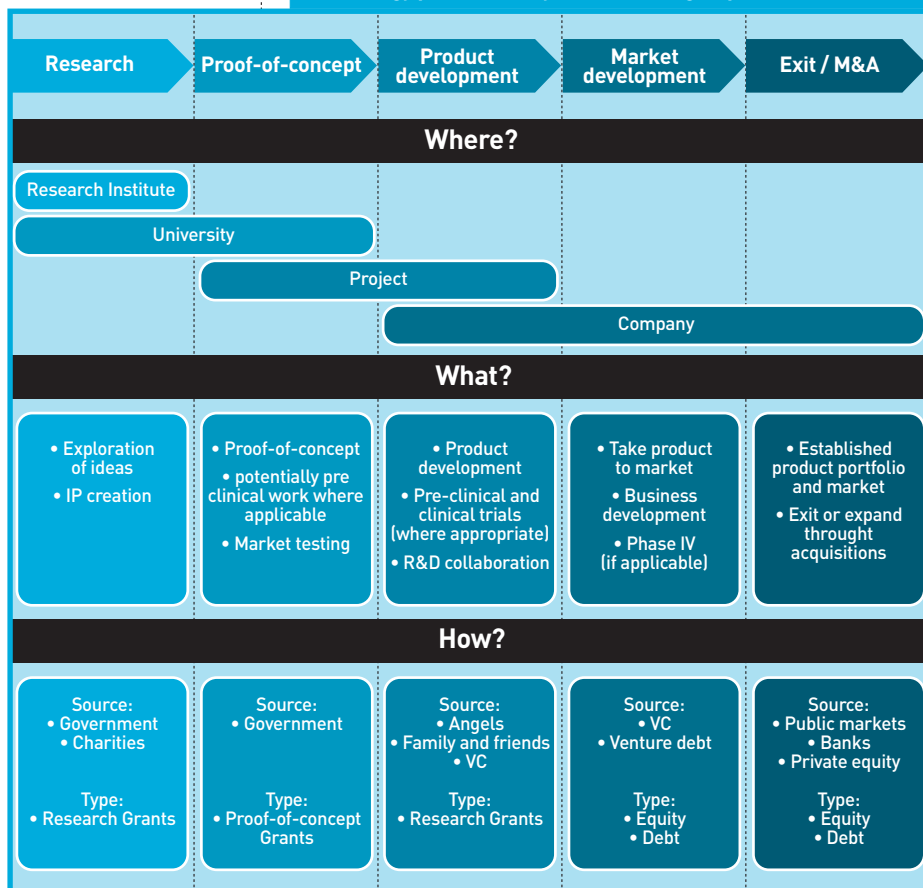 Research
Proof-of-concept
Product
development
Market
development
Exit / M&A
Where?
Research Institute
University
Project
Company
What?
• Exploration
of ideas
• IP creation
• Proof-of-concept
• potentially pre
clinical work where
applicable
• Market testing
• Product
development
• Pre-clinical and
clinical trials
(where appropriate)
• R&D collaboration
• Take product
to market
• Business
development
• Phase IV
(if applicable)
• Established
product portfolio
and market
• Exit or expand
throught
acquisitions
How?
Source:
• Government
• Charities
Type:
• Research Grants
Source:
• Government
Type:
• Proof-of-concept
Grants
Source:
• Angels
• Family and friends
• VC
Type:
• Research Grants
Source:
• VC
• Venture debt
Type:
• Equity
• Debt
Source:
• Public markets
• Banks
• Private equity
Type:
• Equity
• Debt